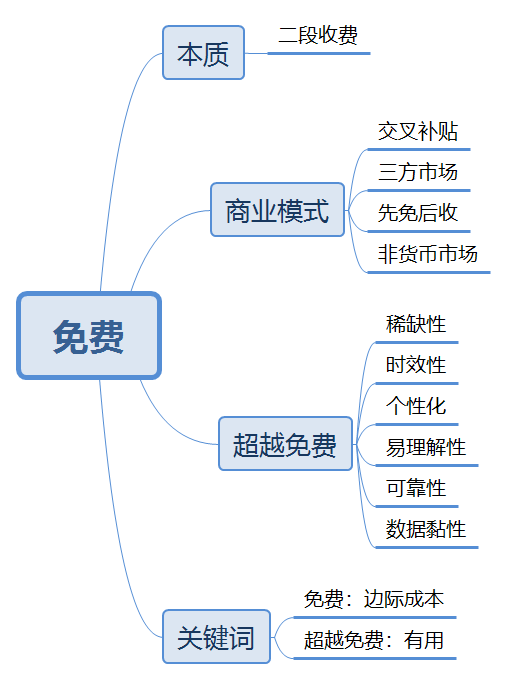 免费
本质
二段收费
商业模式
交叉补贴
三方市场
先免后收
非货币市场
超越免费
稀缺性
时效性
个性化
易理解性
可靠性
数据黏性
关键词
免费：边际成本
超越免费：有用